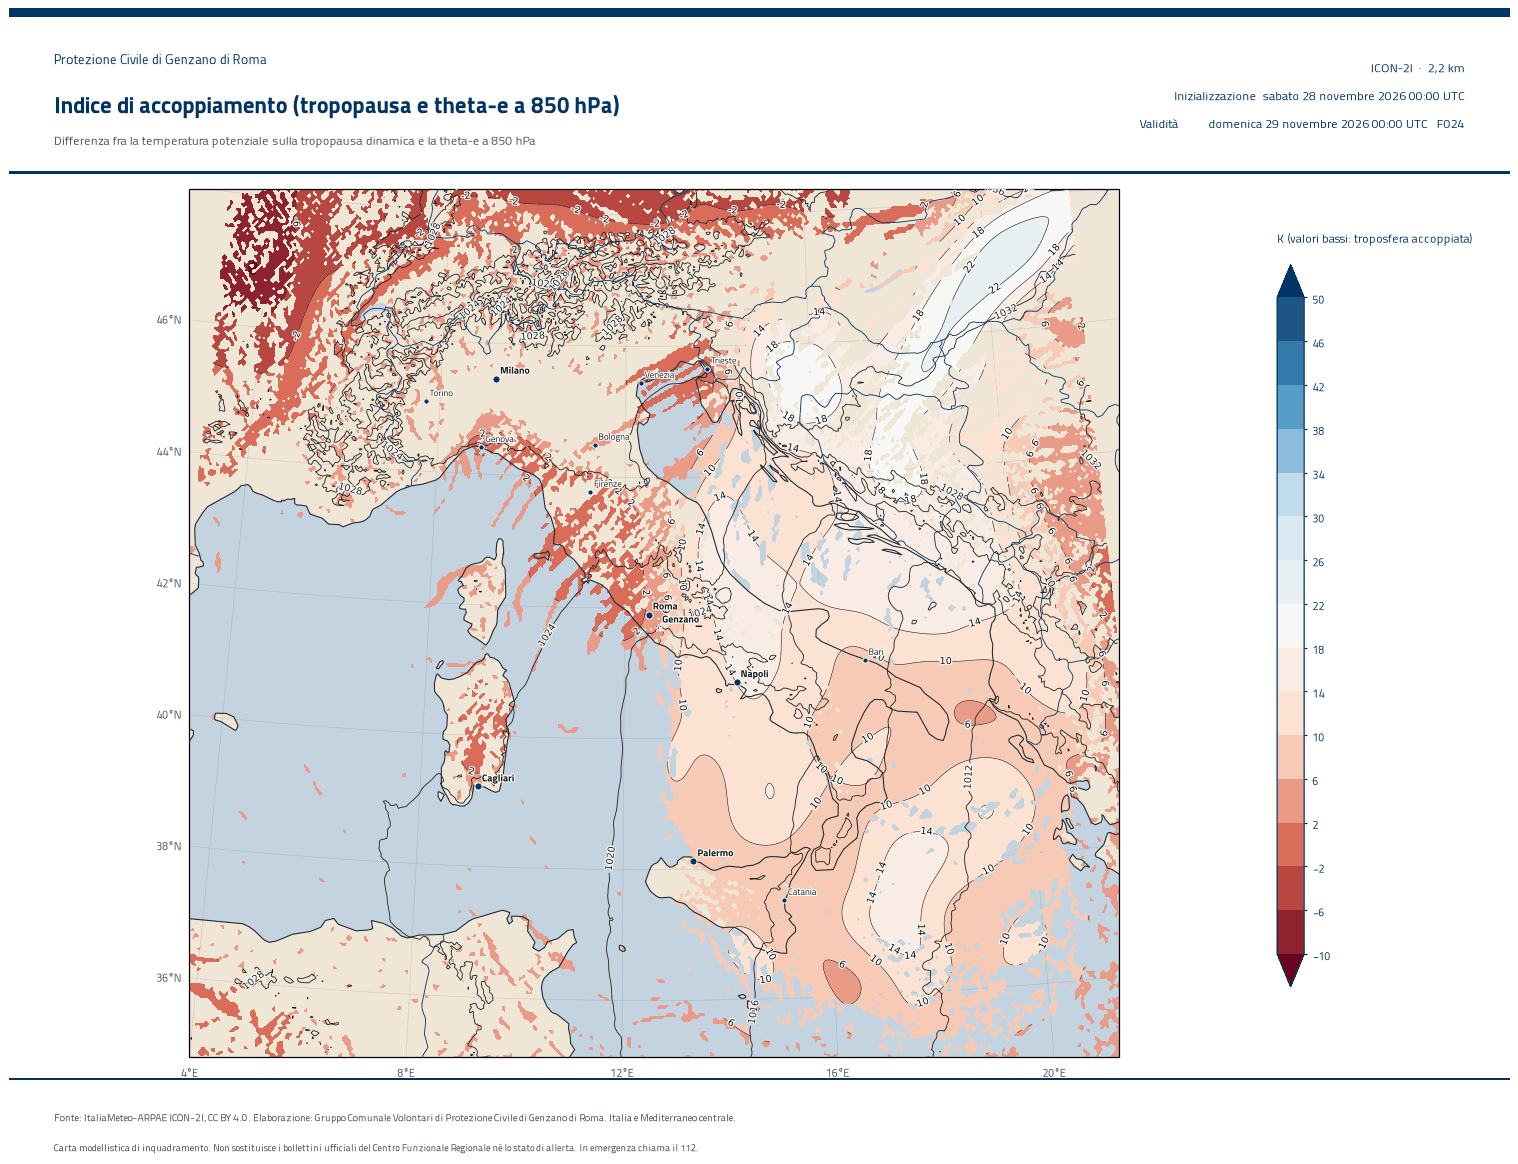 Protezione Civile di Genzano di Roma
Indice di accoppiamento (tropopausa e theta-e a 850 hPa)
Differenza fra la temperatura potenziale sulla tropopausa dinamica e la theta-e a 850 hPa
ICON-2I · 2,2 km
Inizializzazione sabato 28 novembre 2026 00:00 UTC
Validità domenica 29 novembre 2026 00:00 UTC F024
K (valori bassi: troposfera accoppiata)
50
46
42
38
34
30
26
22
18
14
10
6
2
−2
−6
−10
46°N
44°N
42°N
40°N
38°N
36°N
4°E
8°E
12°E
16°E
20°E
Milano
Torino
Venezia
Trieste
Genova
Bologna
Firenze
Roma
Genzano
Napoli
Bari
Cagliari
Palermo
Catania
Fonte: ItaliaMeteo-ARPAE ICON-2I, CC BY 4.0. Elaborazione: Gruppo Comunale Volontari di Protezione Civile di Genzano di Roma. Italia e Mediterraneo centrale.
Carta modellistica di inquadramento. Non sostituisce i bollettini ufficiali del Centro Funzionale Regionale né lo stato di allerta. In emergenza chiama il 112.